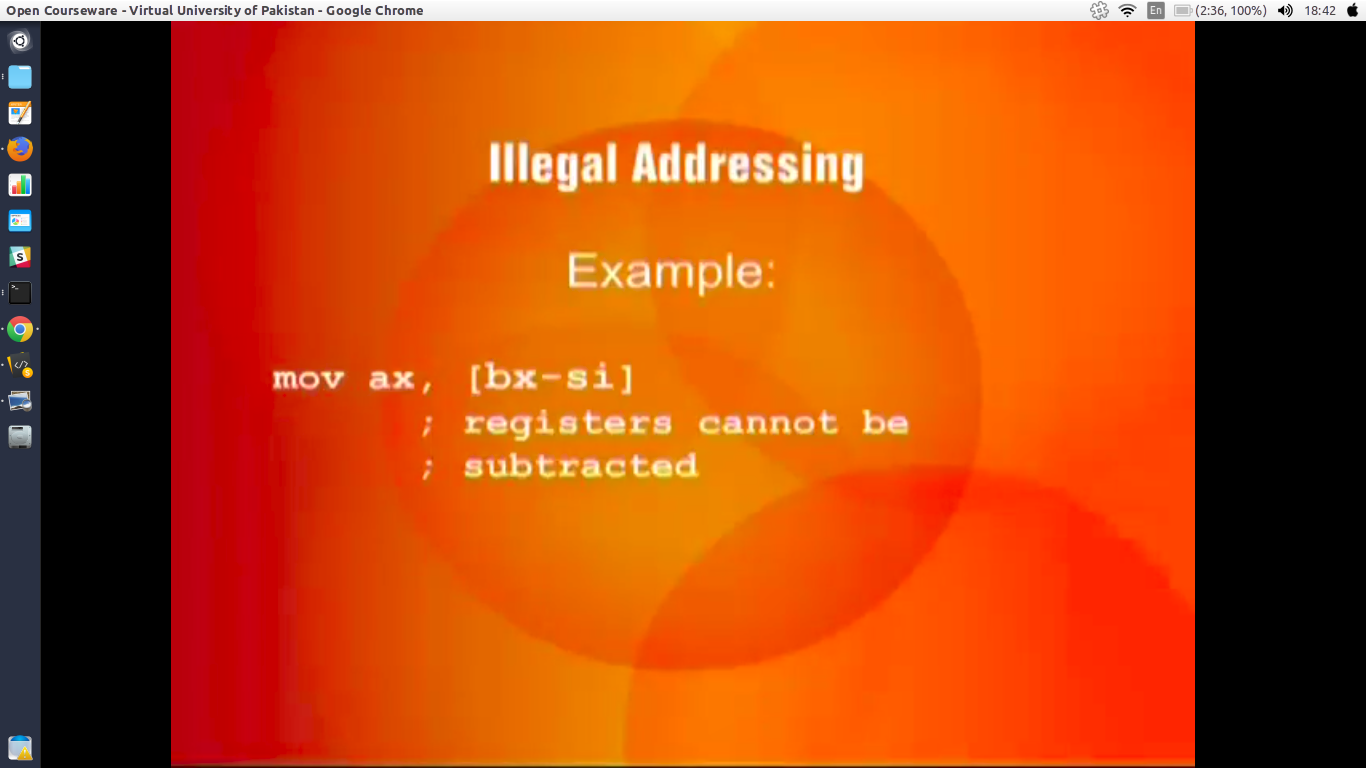 Open Courseware - Virtual University of Pakistan - Google Chrome
En
(2:36, 100%)
18:42
Illegal Addressing
Example:
mov ax, [bx-si]
; registers cannot be
; subtracted
S